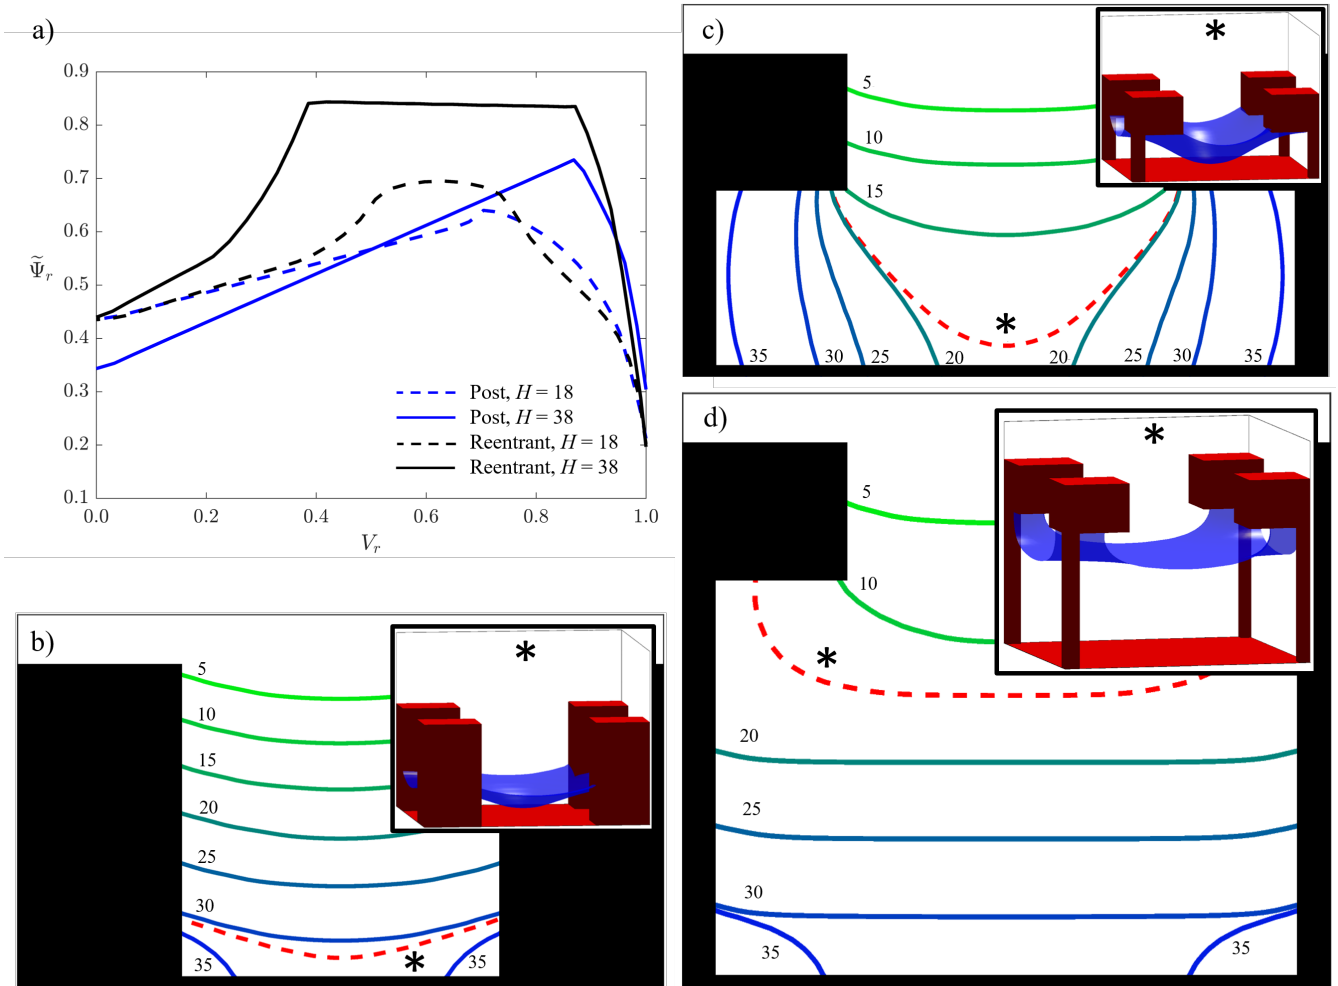 a)
0.9
0.8
0.7
0.6
0.5
0.4
0.3
0.2
0.1
Ψ̃r
0.0 0.2 0.4 0.6 0.8 1.0
Vr
Post, H = 18
Post, H = 38
Reentrant, H = 18
Reentrant, H = 38
b)
*
5
10
15
20
25
30
35 * 35
c)
*
5
10
15
*
35 30 25 20 20 25 30 35
d)
*
5
10
*
20
25
30
35 35